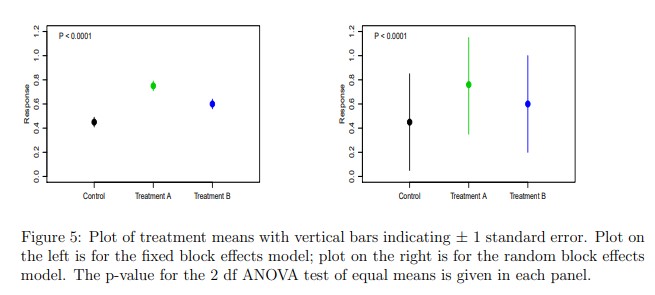 P < 0.0001
Response
0.0 0.2 0.4 0.6 0.8 1.0 1.2
Control Treatment A Treatment B
P < 0.0001
Response
0.0 0.2 0.4 0.6 0.8 1.0 1.2
Control Treatment A Treatment B
Figure 5: Plot of treatment means with vertical bars indicating ± 1 standard error. Plot on
the left is for the fixed block effects model; plot on the right is for the random block effects
model. The p-value for the 2 df ANOVA test of equal means is given in each panel.